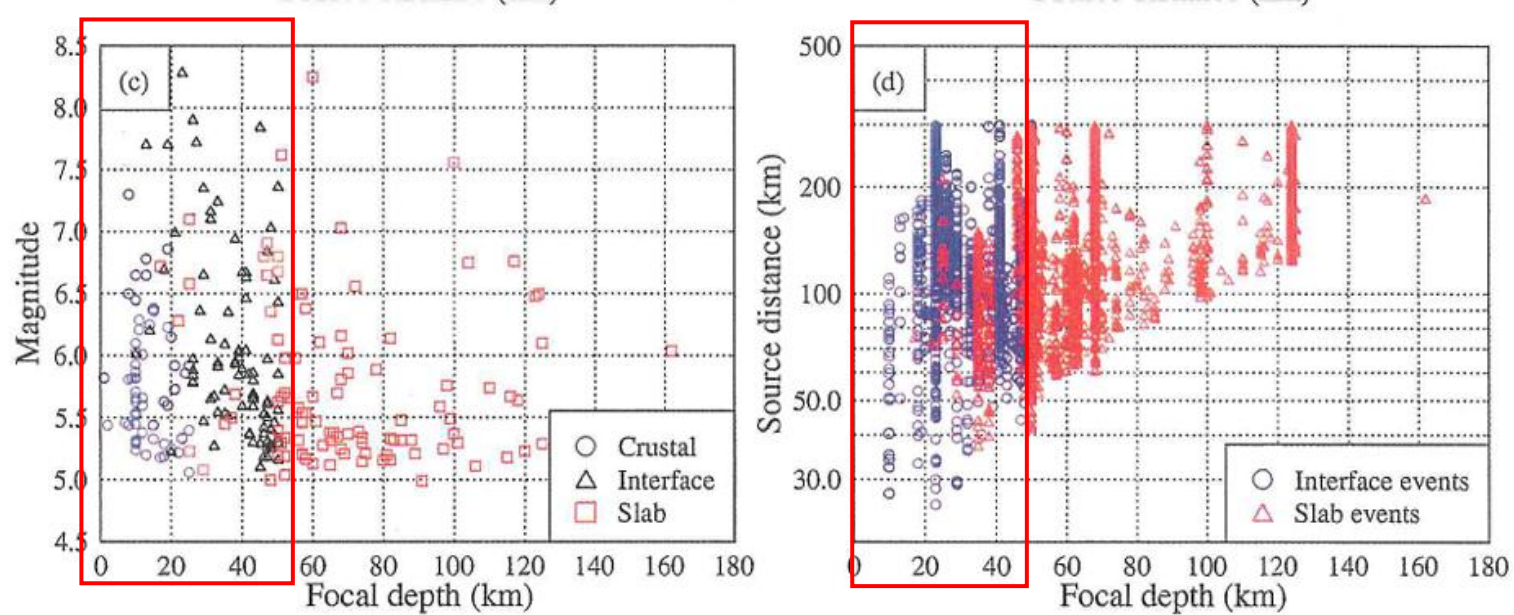 (c)
8.5
8.0
7.5
7.0
6.5
6.0
5.5
5.0
4.5
Magnitude
0 20 40 60 80 100 120 140 160 180
Focal depth (km)
Crustal
Interface
Slab
(d)
500
200
100
50.0
30.0
Source distance (km)
0 20 40 60 80 100 120 140 160 180
Focal depth (km)
Interface events
Slab events